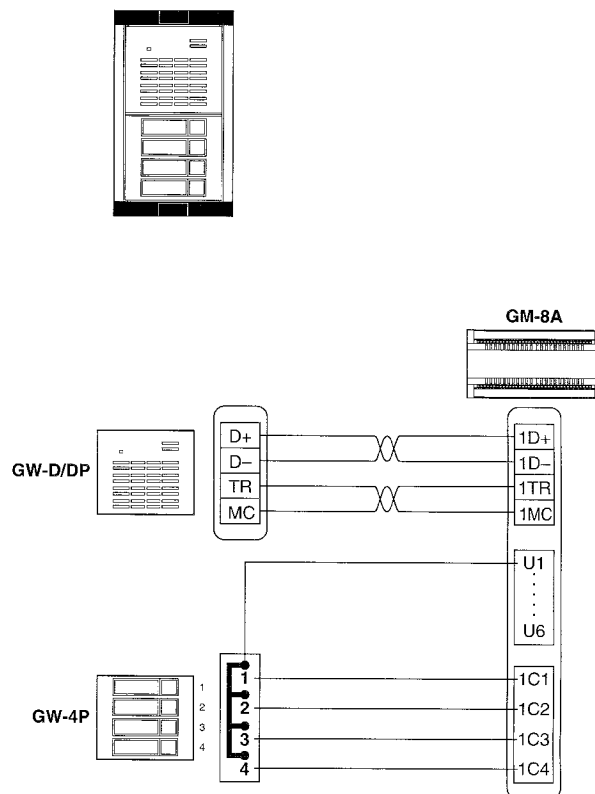 GM-8A
GW-D/DP
D+
D−
TR
MC
1D+
1D−
1TR
1MC
U1
U6
GW-4P
1
2
3
4
1
2
3
4
1C1
1C2
1C3
1C4